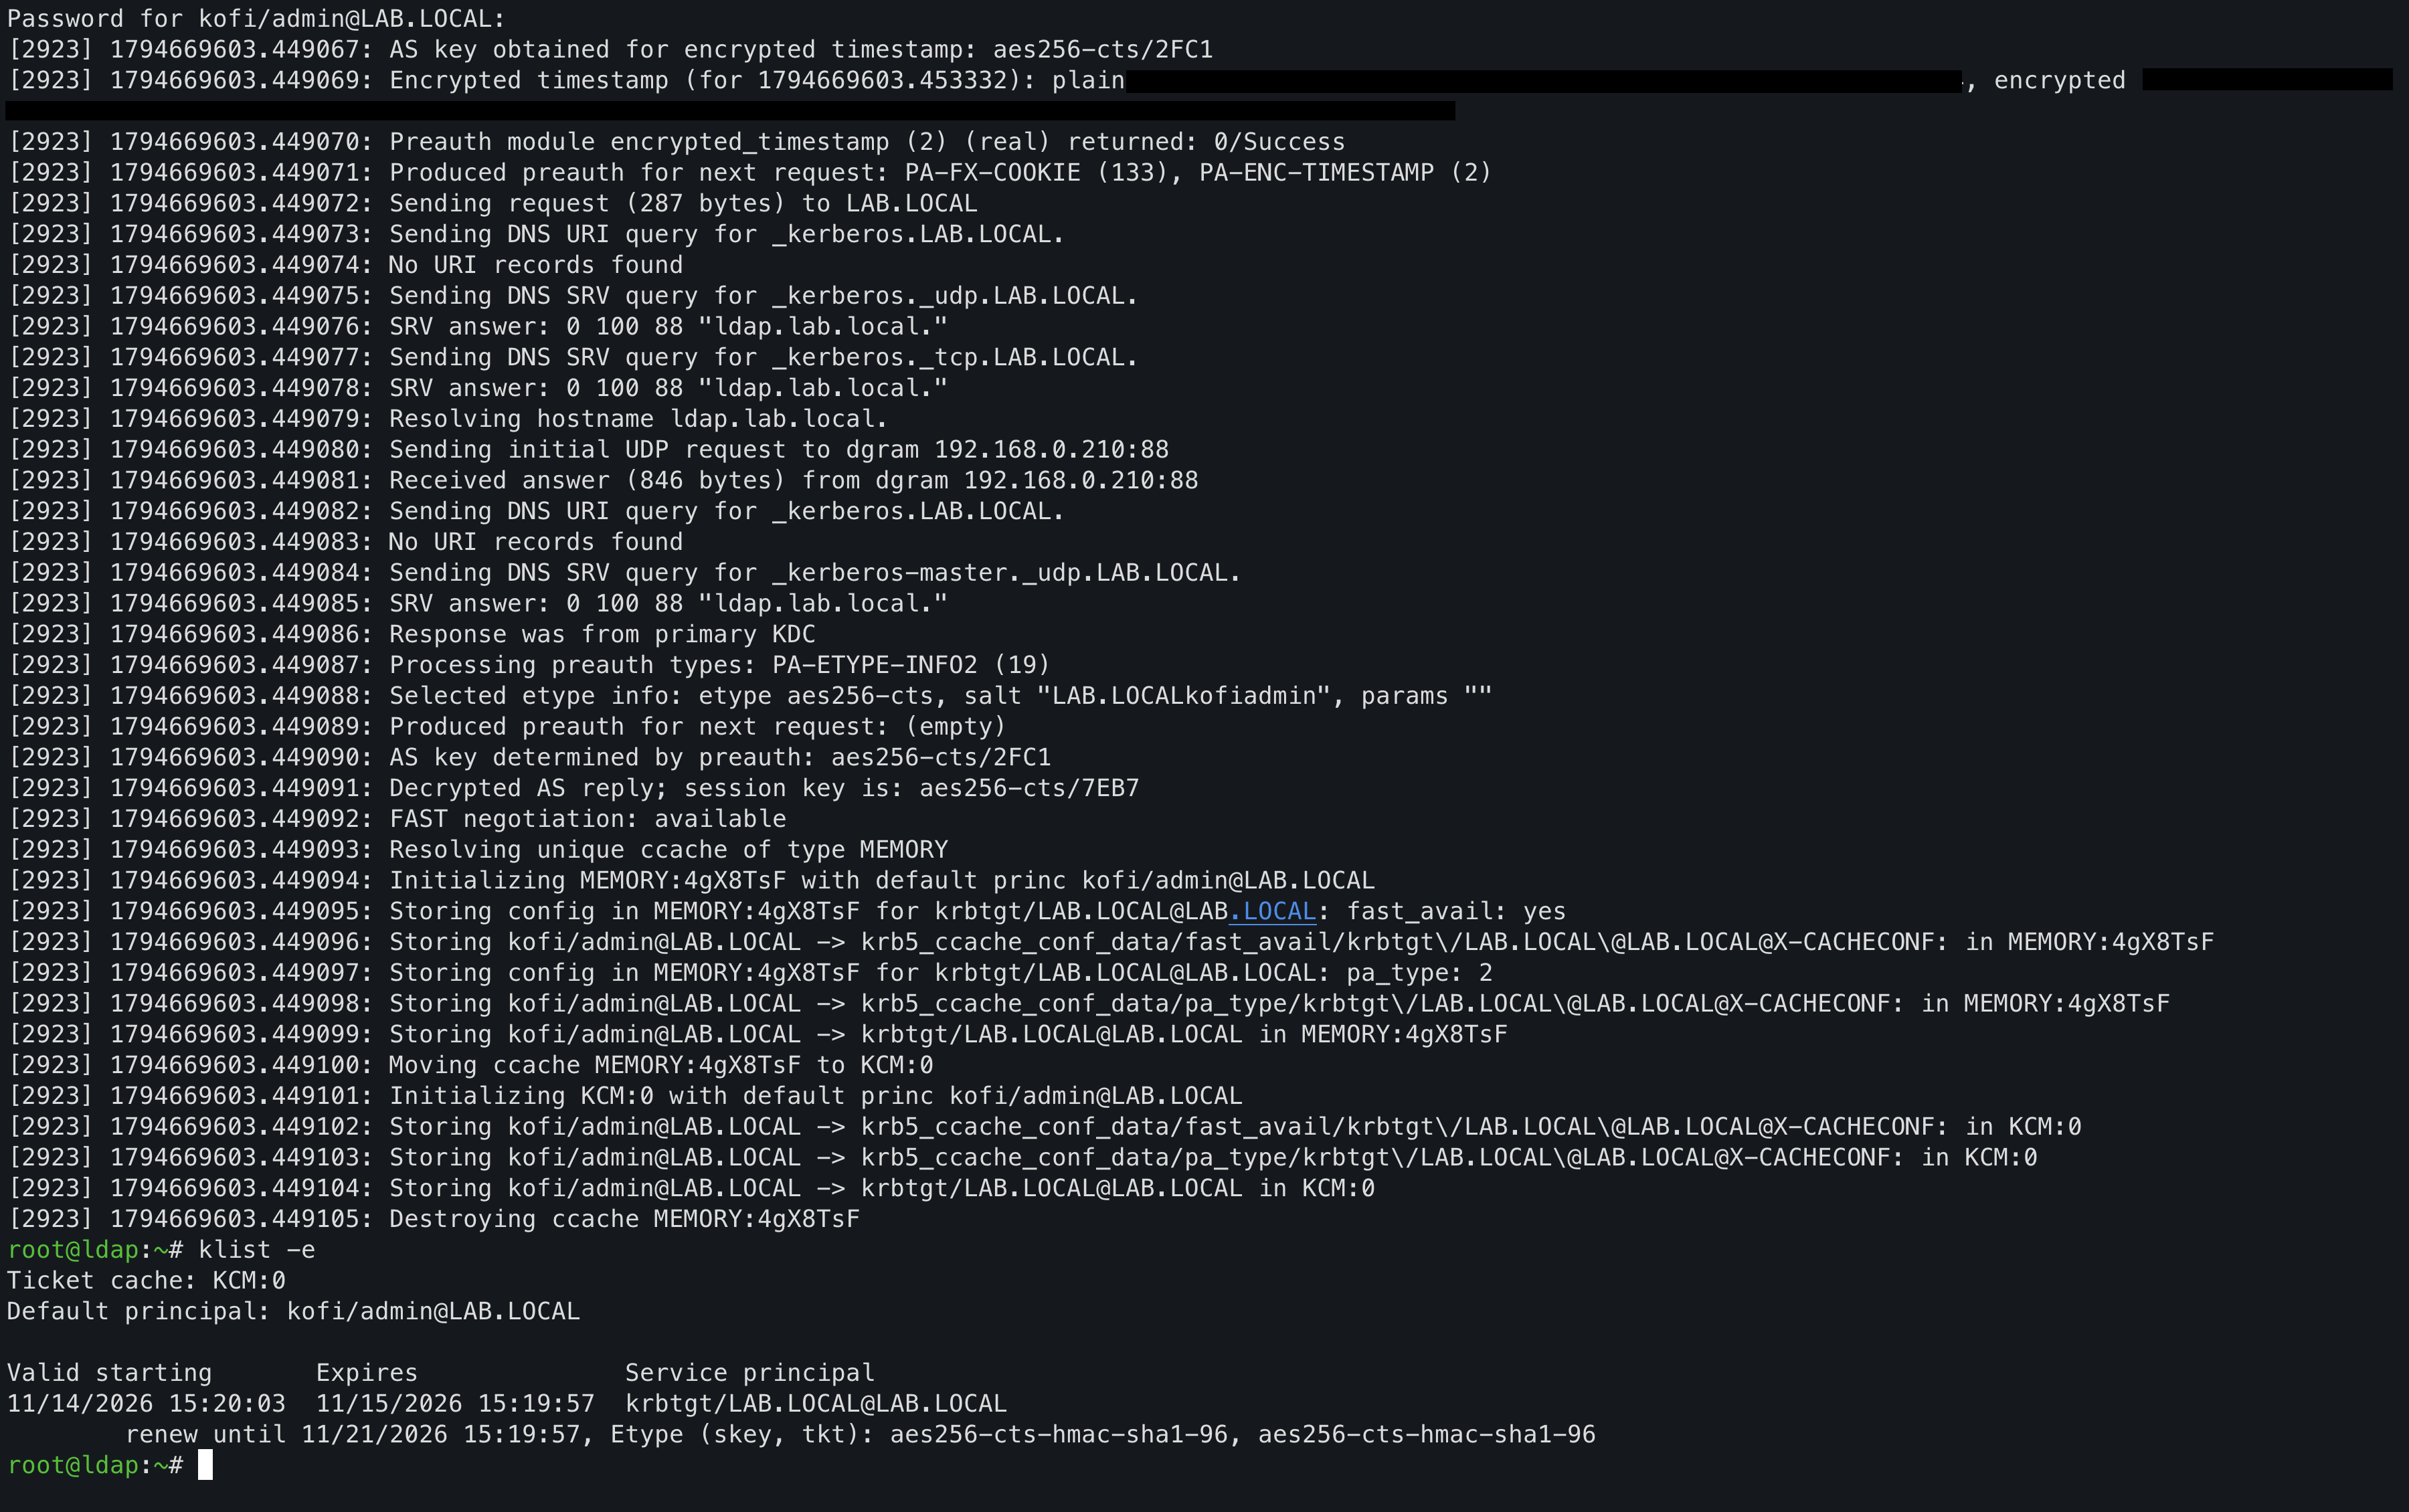 Password for kofi/admin@LAB.LOCAL:
[2923] 1794669603.449067: AS key obtained for encrypted timestamp: aes256-cts/2FC1
[2923] 1794669603.449069: Encrypted timestamp (for 1794669603.453332): plain , encrypted
[2923] 1794669603.449070: Preauth module encrypted_timestamp (2) (real) returned: 0/Success
[2923] 1794669603.449071: Produced preauth for next request: PA-FX-COOKIE (133), PA-ENC-TIMESTAMP (2)
[2923] 1794669603.449072: Sending request (287 bytes) to LAB.LOCAL
[2923] 1794669603.449073: Sending DNS URI query for _kerberos.LAB.LOCAL.
[2923] 1794669603.449074: No URI records found
[2923] 1794669603.449075: Sending DNS SRV query for _kerberos._udp.LAB.LOCAL.
[2923] 1794669603.449076: SRV answer: 0 100 88 "ldap.lab.local."
[2923] 1794669603.449077: Sending DNS SRV query for _kerberos._tcp.LAB.LOCAL.
[2923] 1794669603.449078: SRV answer: 0 100 88 "ldap.lab.local."
[2923] 1794669603.449079: Resolving hostname ldap.lab.local.
[2923] 1794669603.449080: Sending initial UDP request to dgram 192.168.0.210:88
[2923] 1794669603.449081: Received answer (846 bytes) from dgram 192.168.0.210:88
[2923] 1794669603.449082: Sending DNS URI query for _kerberos.LAB.LOCAL.
[2923] 1794669603.449083: No URI records found
[2923] 1794669603.449084: Sending DNS SRV query for _kerberos-master._udp.LAB.LOCAL.
[2923] 1794669603.449085: SRV answer: 0 100 88 "ldap.lab.local."
[2923] 1794669603.449086: Response was from primary KDC
[2923] 1794669603.449087: Processing preauth types: PA-ETYPE-INFO2 (19)
[2923] 1794669603.449088: Selected etype info: etype aes256-cts, salt "LAB.LOCALkofiadmin", params ""
[2923] 1794669603.449089: Produced preauth for next request: (empty)
[2923] 1794669603.449090: AS key determined by preauth: aes256-cts/2FC1
[2923] 1794669603.449091: Decrypted AS reply; session key is: aes256-cts/7EB7
[2923] 1794669603.449092: FAST negotiation: available
[2923] 1794669603.449093: Resolving unique ccache of type MEMORY
[2923] 1794669603.449094: Initializing MEMORY:4gX8TsF with default princ kofi/admin@LAB.LOCAL
[2923] 1794669603.449095: Storing config in MEMORY:4gX8TsF for krbtgt/LAB.LOCAL@LAB.LOCAL: fast_avail: yes
[2923] 1794669603.449096: Storing kofi/admin@LAB.LOCAL -> krb5_ccache_conf_data/fast_avail/krbtgt\/LAB.LOCAL\@LAB.LOCAL@X-CACHECONF: in MEMORY:4gX8TsF
[2923] 1794669603.449097: Storing config in MEMORY:4gX8TsF for krbtgt/LAB.LOCAL@LAB.LOCAL: pa_type: 2
[2923] 1794669603.449098: Storing kofi/admin@LAB.LOCAL -> krb5_ccache_conf_data/pa_type/krbtgt\/LAB.LOCAL\@LAB.LOCAL@X-CACHECONF: in MEMORY:4gX8TsF
[2923] 1794669603.449099: Storing kofi/admin@LAB.LOCAL -> krbtgt/LAB.LOCAL@LAB.LOCAL in MEMORY:4gX8TsF
[2923] 1794669603.449100: Moving ccache MEMORY:4gX8TsF to KCM:0
[2923] 1794669603.449101: Initializing KCM:0 with default princ kofi/admin@LAB.LOCAL
[2923] 1794669603.449102: Storing kofi/admin@LAB.LOCAL -> krb5_ccache_conf_data/fast_avail/krbtgt\/LAB.LOCAL\@LAB.LOCAL@X-CACHECONF: in KCM:0
[2923] 1794669603.449103: Storing kofi/admin@LAB.LOCAL -> krb5_ccache_conf_data/pa_type/krbtgt\/LAB.LOCAL\@LAB.LOCAL@X-CACHECONF: in KCM:0
[2923] 1794669603.449104: Storing kofi/admin@LAB.LOCAL -> krbtgt/LAB.LOCAL@LAB.LOCAL in KCM:0
[2923] 1794669603.449105: Destroying ccache MEMORY:4gX8TsF
root@ldap:~# klist -e
Ticket cache: KCM:0
Default principal: kofi/admin@LAB.LOCAL
Valid starting Expires Service principal
11/14/2026 15:20:03 11/15/2026 15:19:57 krbtgt/LAB.LOCAL@LAB.LOCAL
renew until 11/21/2026 15:19:57, Etype (skey, tkt): aes256-cts-hmac-sha1-96, aes256-cts-hmac-sha1-96
root@ldap:~#